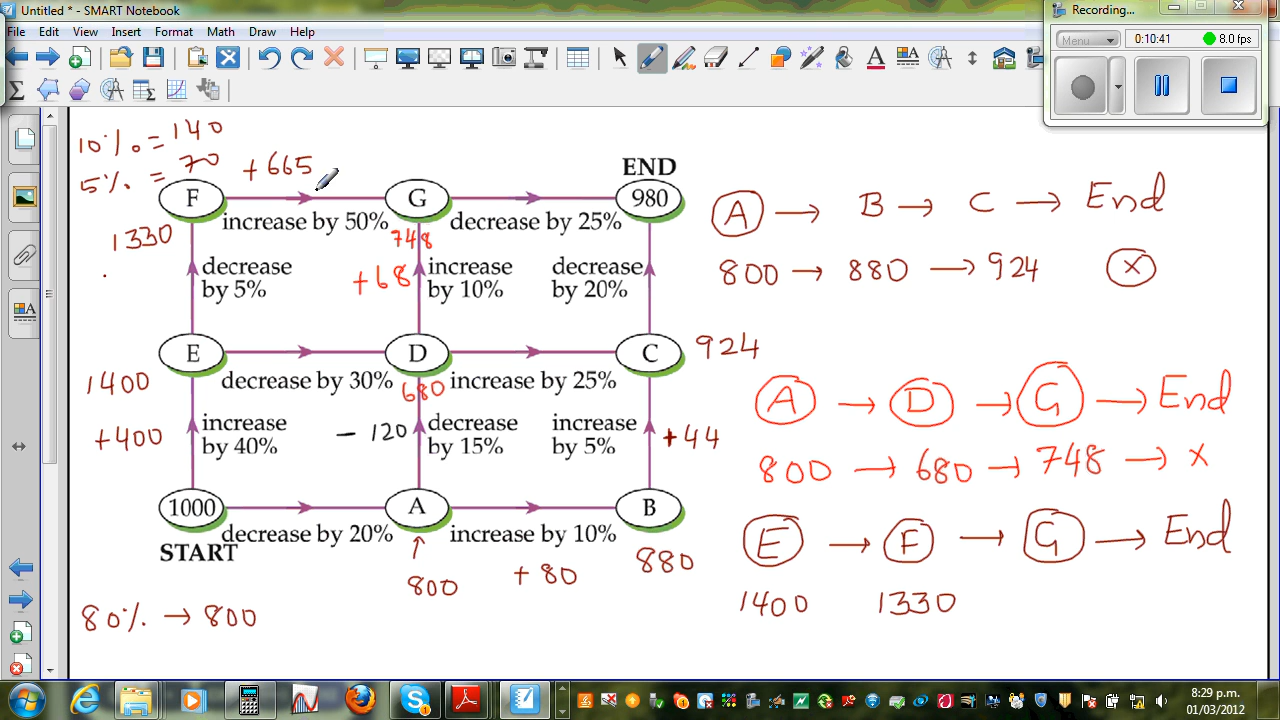 Untitled * - SMART Notebook
Recording...
File Edit View Insert Format Math Draw Help
Menu
0:10:41
8.0 fps
10% = 140
5% = 70
+665
F
increase by 50%
G
decrease by 25%
END
980
1330
748
decrease
by 5%
+68
increase
by 10%
decrease
by 20%
E
decrease by 30%
D
increase by 25%
C
924
1400
680
+400
increase
by 40%
- 120
decrease
by 15%
increase
by 5%
+44
1000
START
decrease by 20%
A
increase by 10%
B
800
+ 80
880
80% → 800
A → B → C → End
800 → 880 → 924 ×
A → D → G → End
800 → 680 → 748 → ×
E → F → G → End
1400 1330
8:29 p.m.
01/03/2012